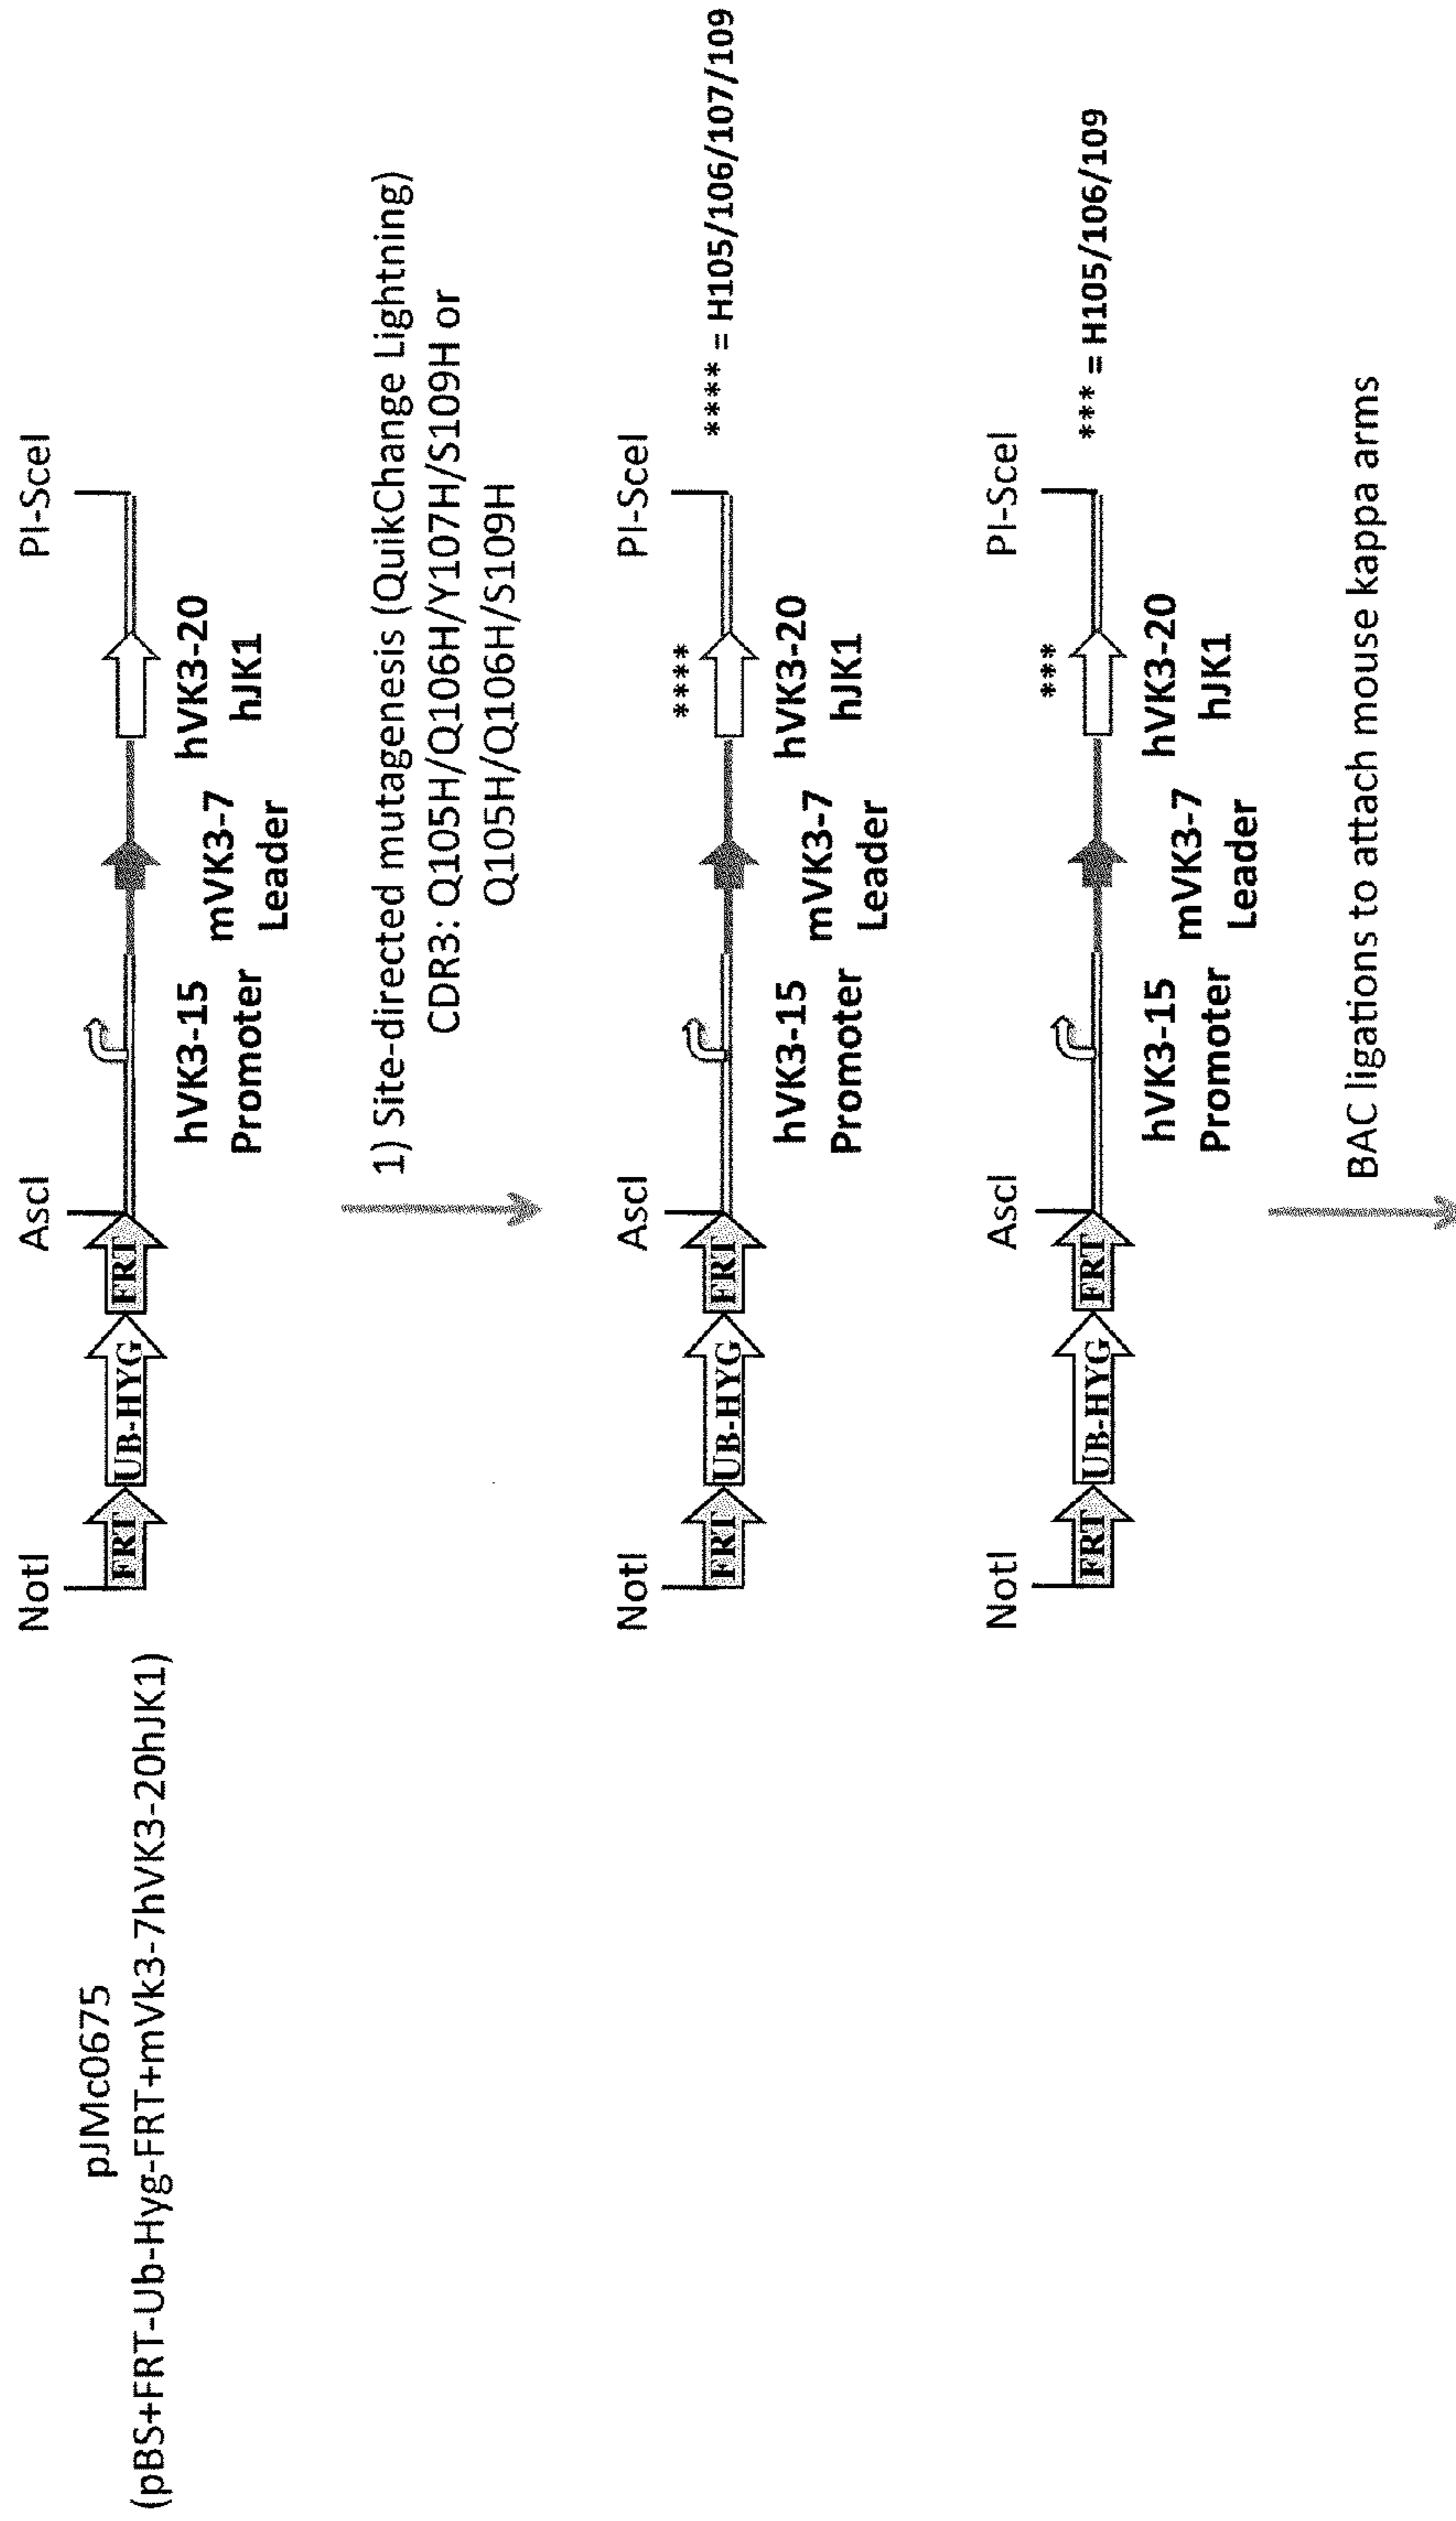 pJMc0675
(pBS+FRT-Ub-Hyg-FRT+mVk3-7hVK3-20hJK1)
NotI AscI PI-SceI
FRT UB-HYG FRT
hVK3-15 mVK3-7 hVK3-20
Promoter Leader hJK1
1) Site-directed mutagenesis (QuikChange Lightning)
CDR3: Q105H/Q106H/Y107H/S109H or
Q105H/Q106H/S109H
NotI AscI PI-SceI
****
**** = H105/106/107/109
FRT UB-HYG FRT
hVK3-15 mVK3-7 hVK3-20
Promoter Leader hJK1
NotI AscI PI-SceI
***
*** = H105/106/109
FRT UB-HYG FRT
hVK3-15 mVK3-7 hVK3-20
Promoter Leader hJK1
BAC ligations to attach mouse kappa arms